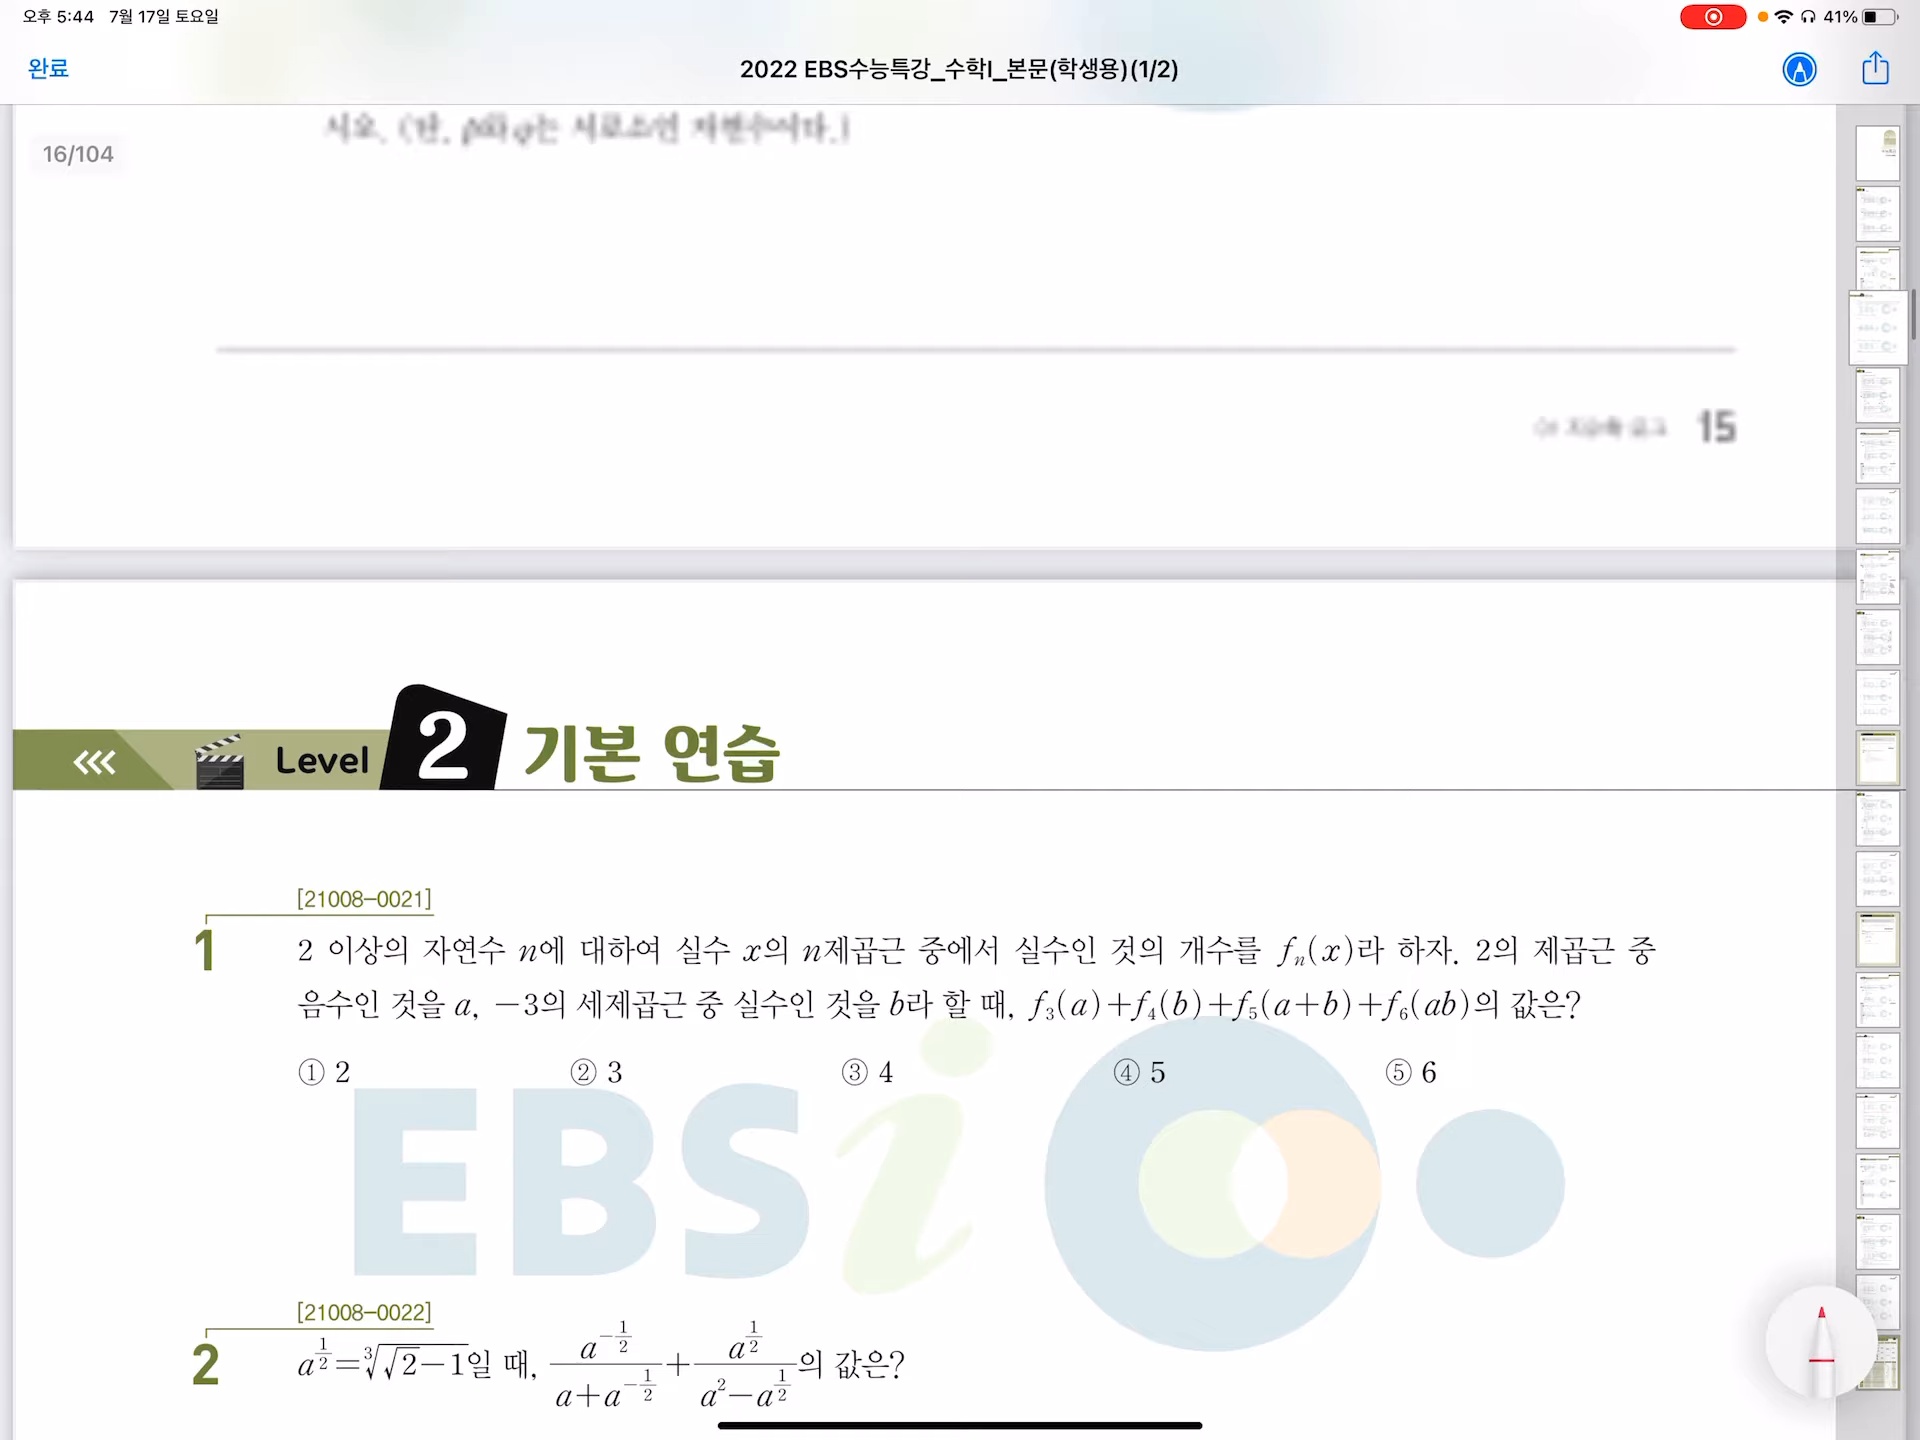 오후 5:44 7월 17일 토요일
41%
완료
2022 EBS수능특강_수학I_본문(학생용)(1/2)
16/104
15
Level 2 기본 연습
[21008-0021]
1 2 이상의 자연수 n에 대하여 실수 x의 n제곱근 중에서 실수인 것의 개수를 fₙ(x)라 하자. 2의 제곱근 중
음수인 것을 a, −3의 세제곱근 중 실수인 것을 b라 할 때, f₃(a)+f₄(b)+f₅(a+b)+f₆(ab)의 값은?
① 2 ② 3 ③ 4 ④ 5 ⑤ 6
EBSi
[21008-0022]
2 a^{1/2}=∛(√2−1)일 때, a^{-1/2}/(a+a^{-1/2})+a^{1/2}/(a²−a^{1/2})의 값은?